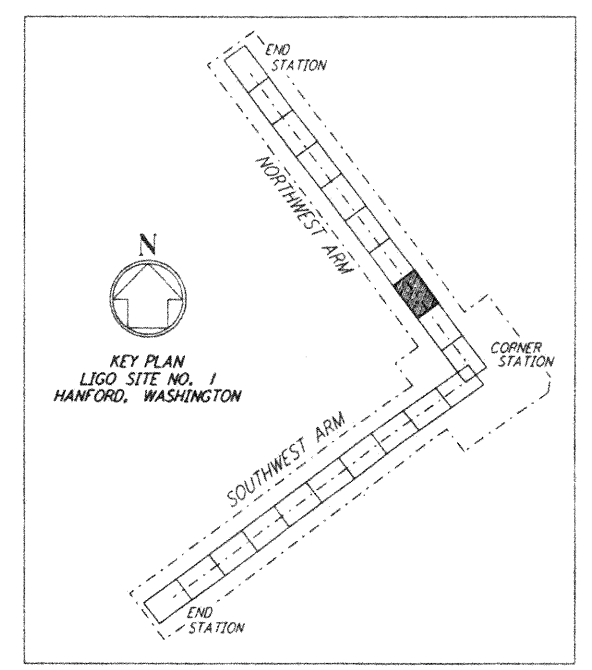 END
STATION
NORTHWEST ARM
N
KEY PLAN
LIGO SITE NO. 1
HANFORD, WASHINGTON
CORNER
STATION
SOUTHWEST ARM
END
STATION